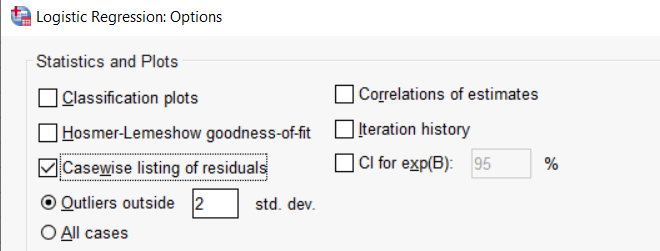 Logistic Regression: Options
Statistics and Plots
Classification plots
Correlations of estimates
Hosmer-Lemeshow goodness-of-fit
Iteration history
Casewise listing of residuals
CI for exp(B): 95 %
Outliers outside 2 std. dev.
All cases